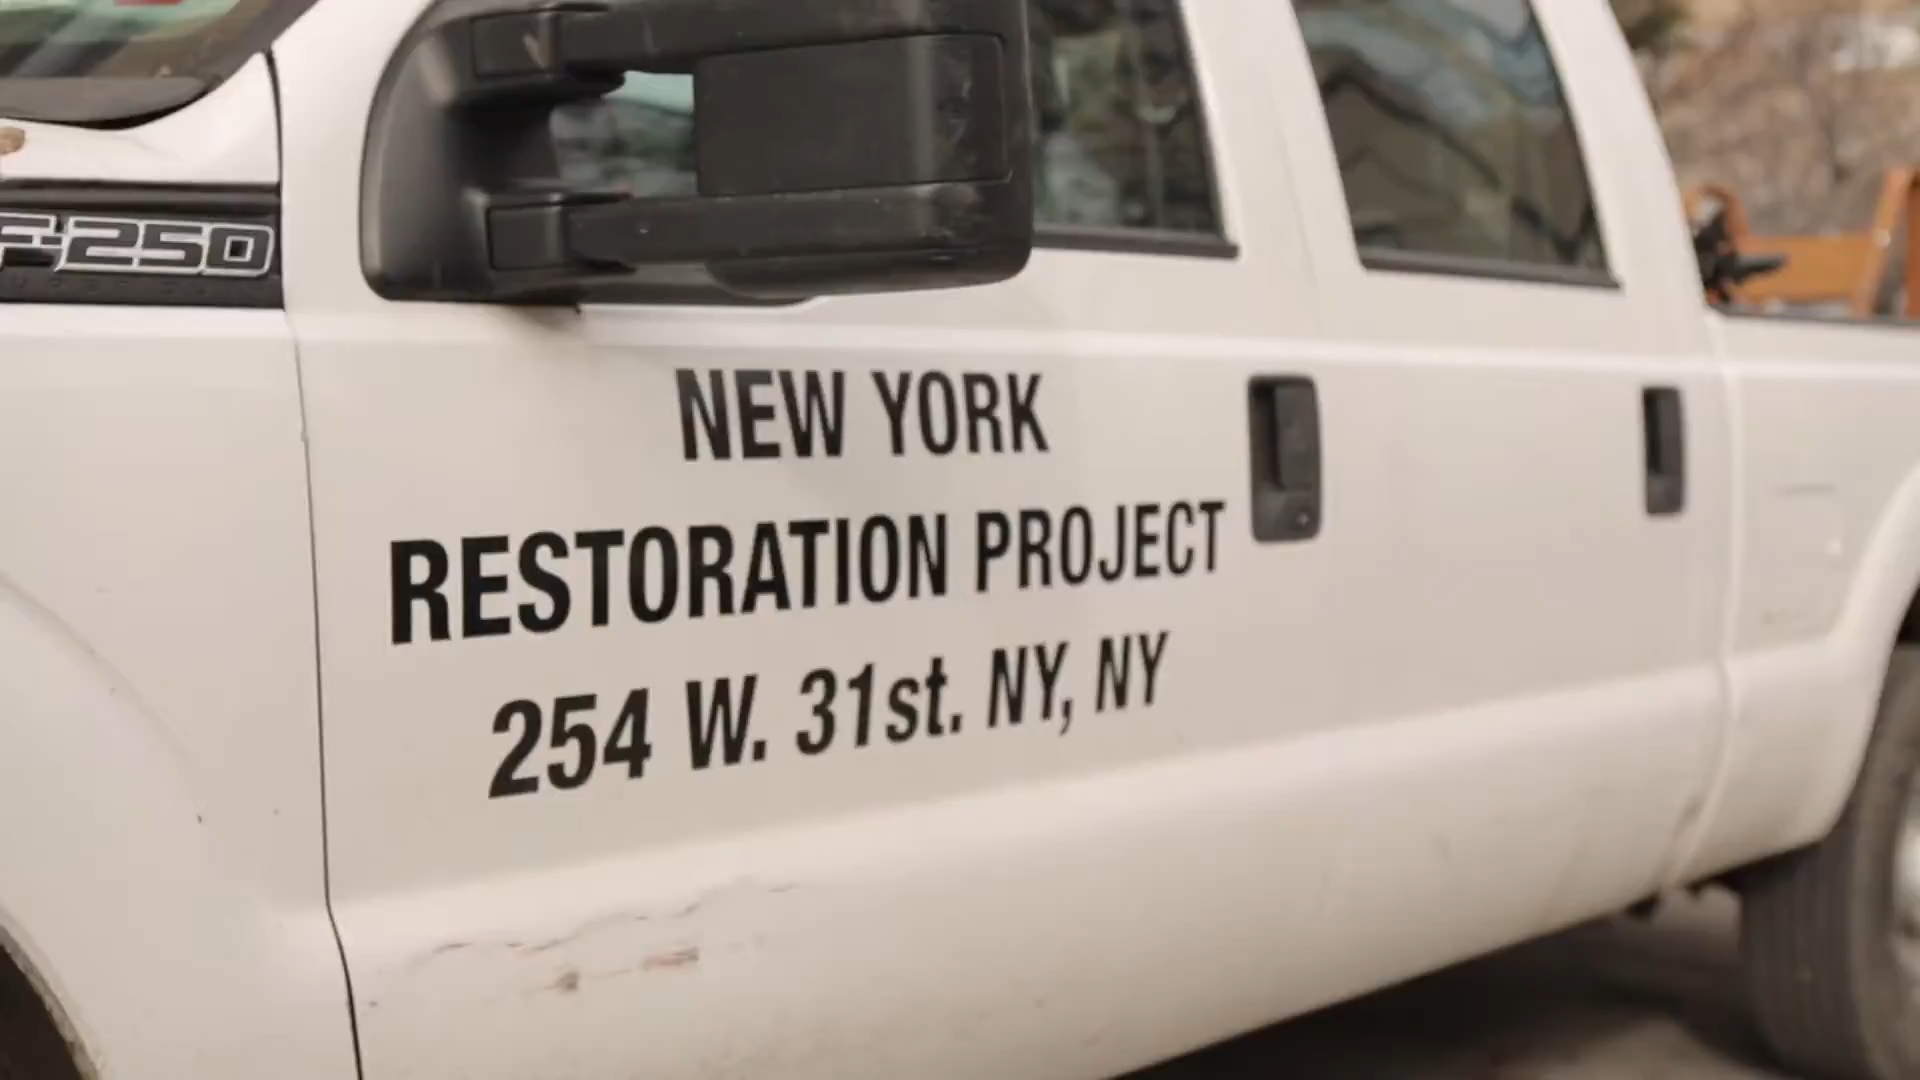 F-250
NEW YORK
RESTORATION PROJECT
254 W. 31st. NY, NY